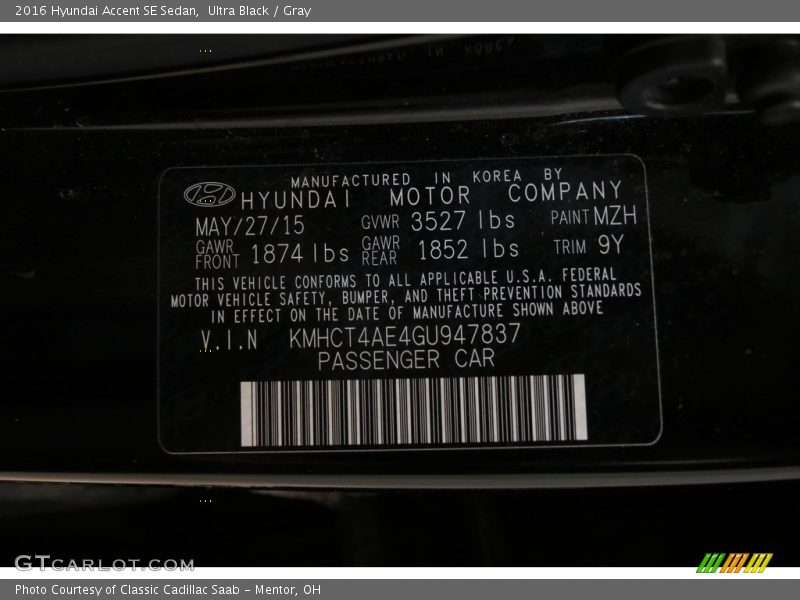 2016 Hyundai Accent SE Sedan,  Ultra Black / Gray
MANUFACTURED IN KOREA BY
HYUNDAI MOTOR COMPANY
MAY/27/15 GVWR 3527 lbs PAINT MZH
GAWR FRONT 1874 lbs GAWR REAR 1852 lbs TRIM 9Y
THIS VEHICLE CONFORMS TO ALL APPLICABLE U.S.A. FEDERAL
MOTOR VEHICLE SAFETY, BUMPER, AND THEFT PREVENTION STANDARDS
IN EFFECT ON THE DATE OF MANUFACTURE SHOWN ABOVE
V.I.N KMHCT4AE4GU947837
PASSENGER CAR
GTCARLOT.COM
Photo Courtesy of Classic Cadillac Saab – Mentor, OH